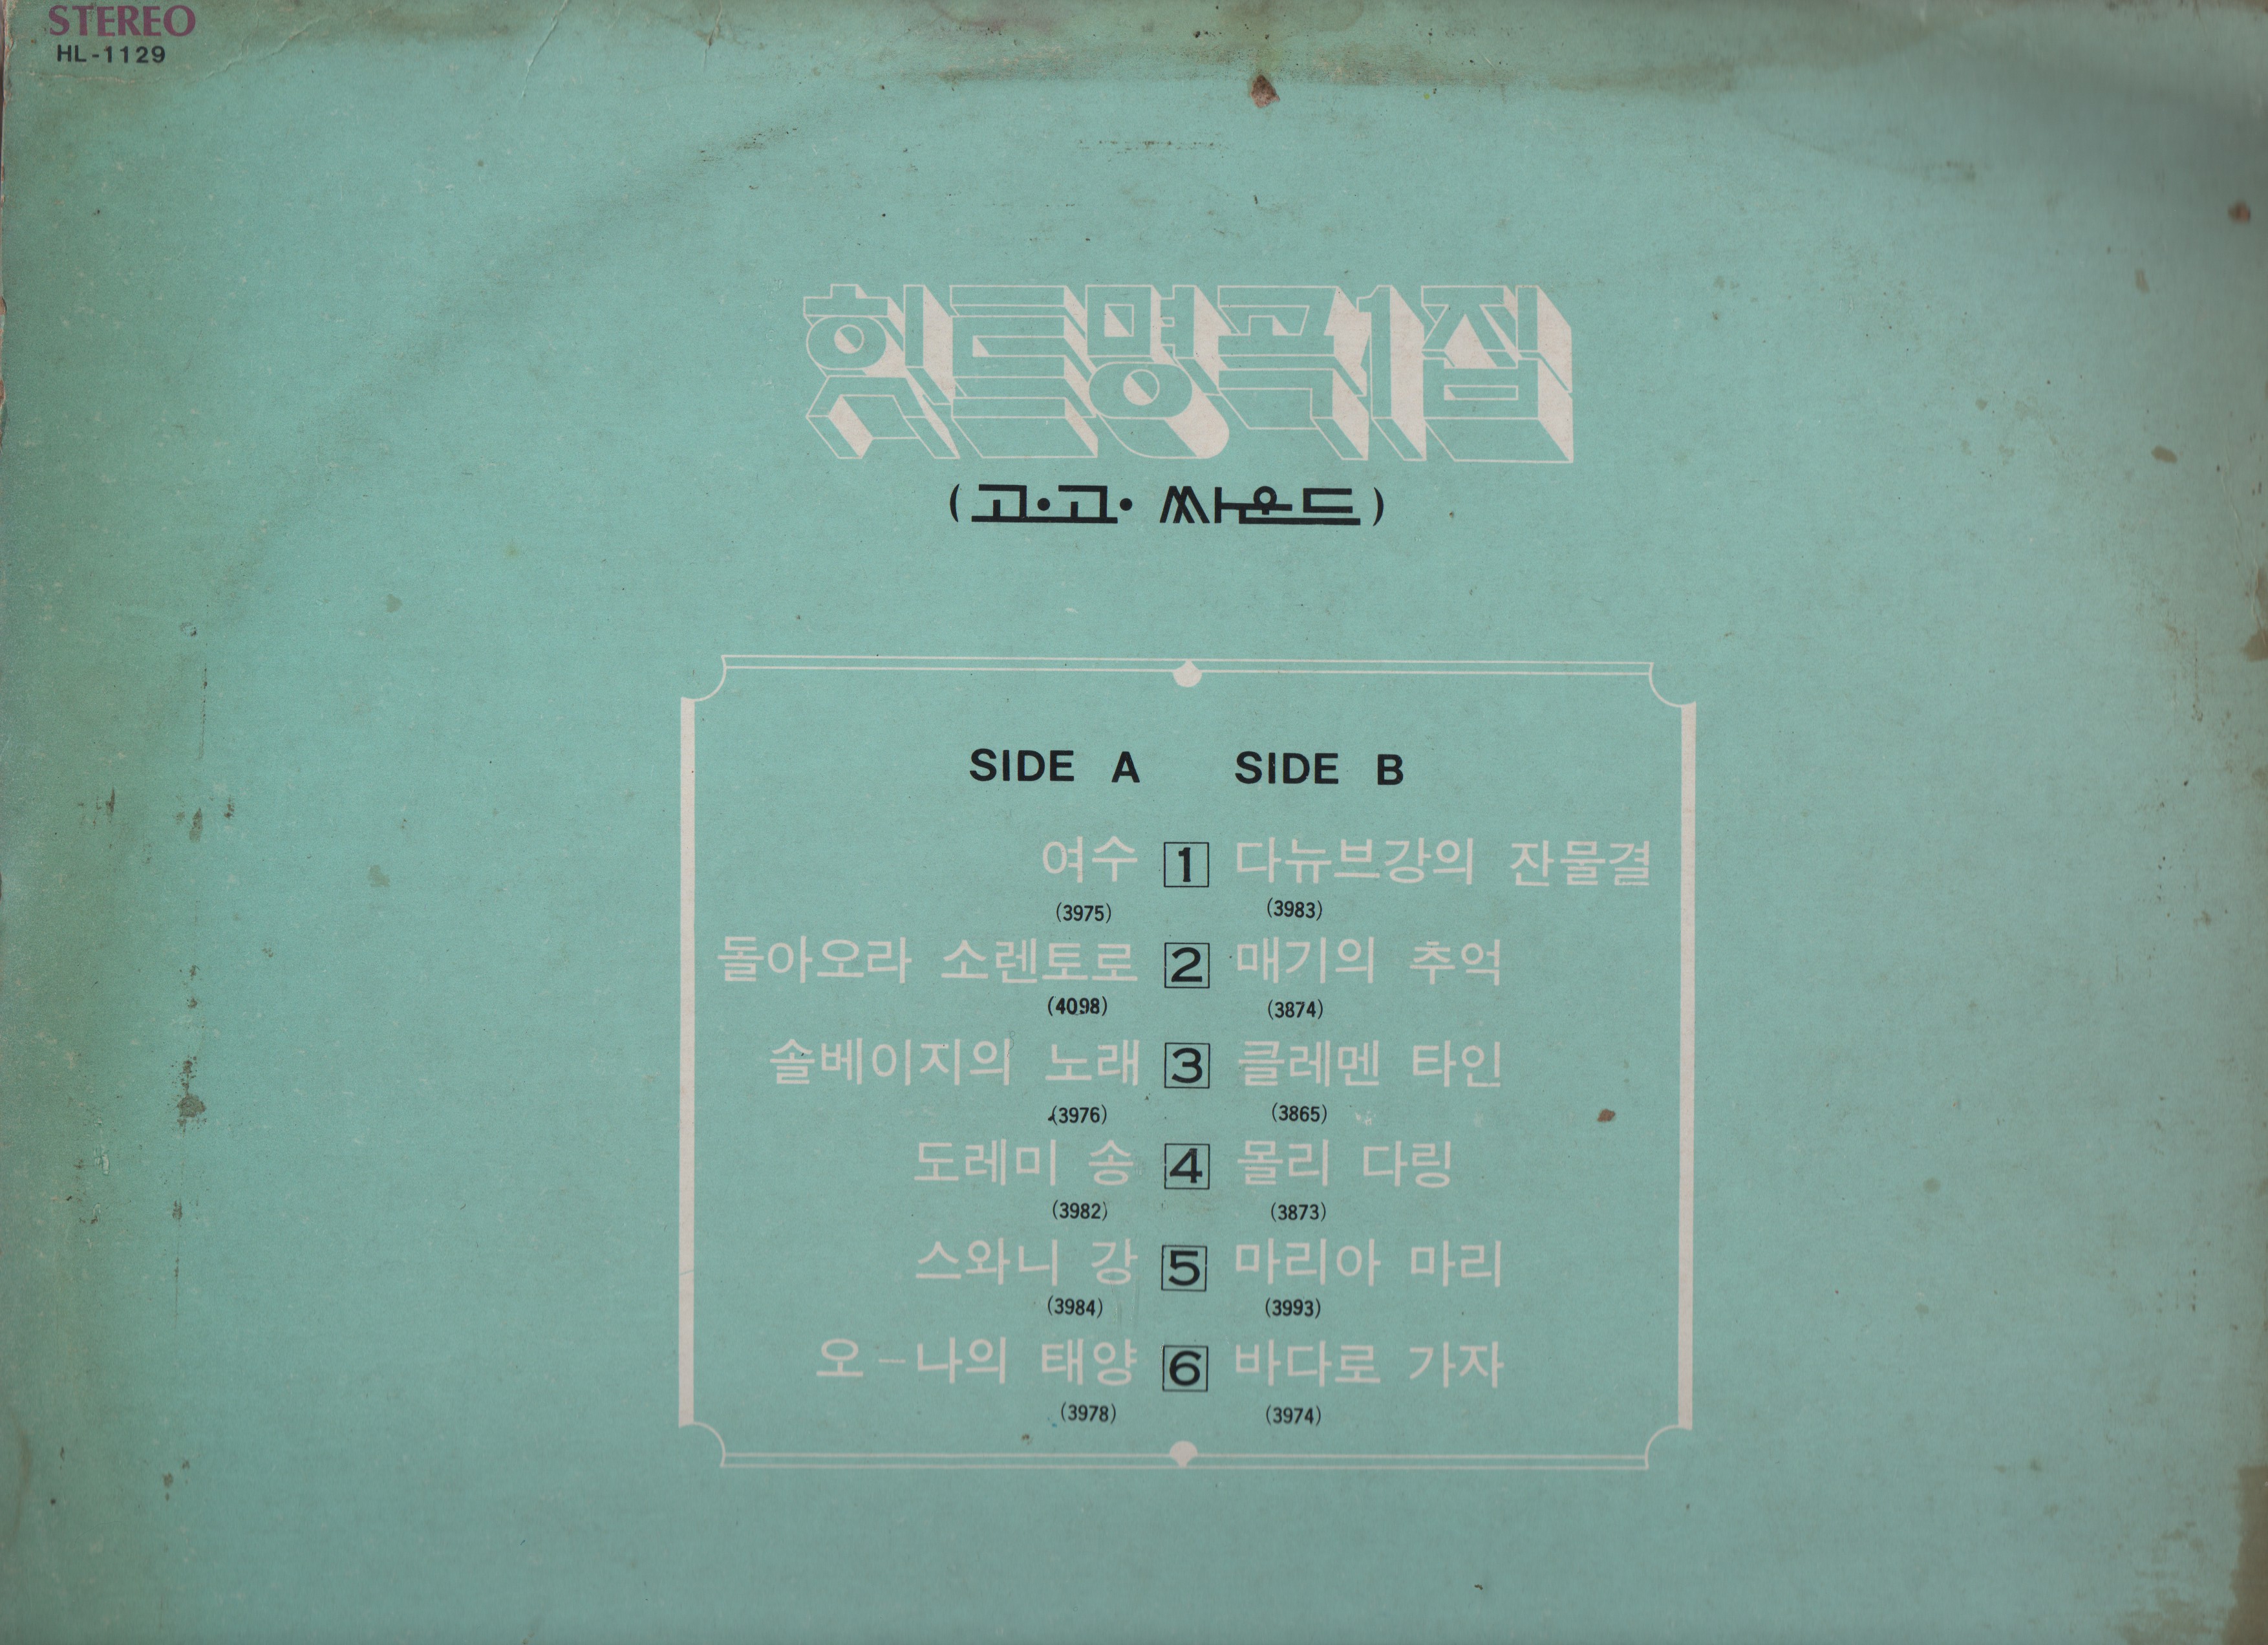 STEREO
HL-1129
힛트명곡1집
(고·고·싸운드)
SIDE A SIDE B
여수 1 다뉴브강의 잔물결
(3975) (3983)
돌아오라 소렌토로 2 매기의 추억
(4098) (3874)
솔베이지의 노래 3 클레멘 타인
(3976) (3865)
도레미 송 4 몰리 다링
(3982) (3873)
스와니 강 5 마리아 마리
(3984) (3993)
오-나의 태양 6 바다로 가자
(3978) (3974)